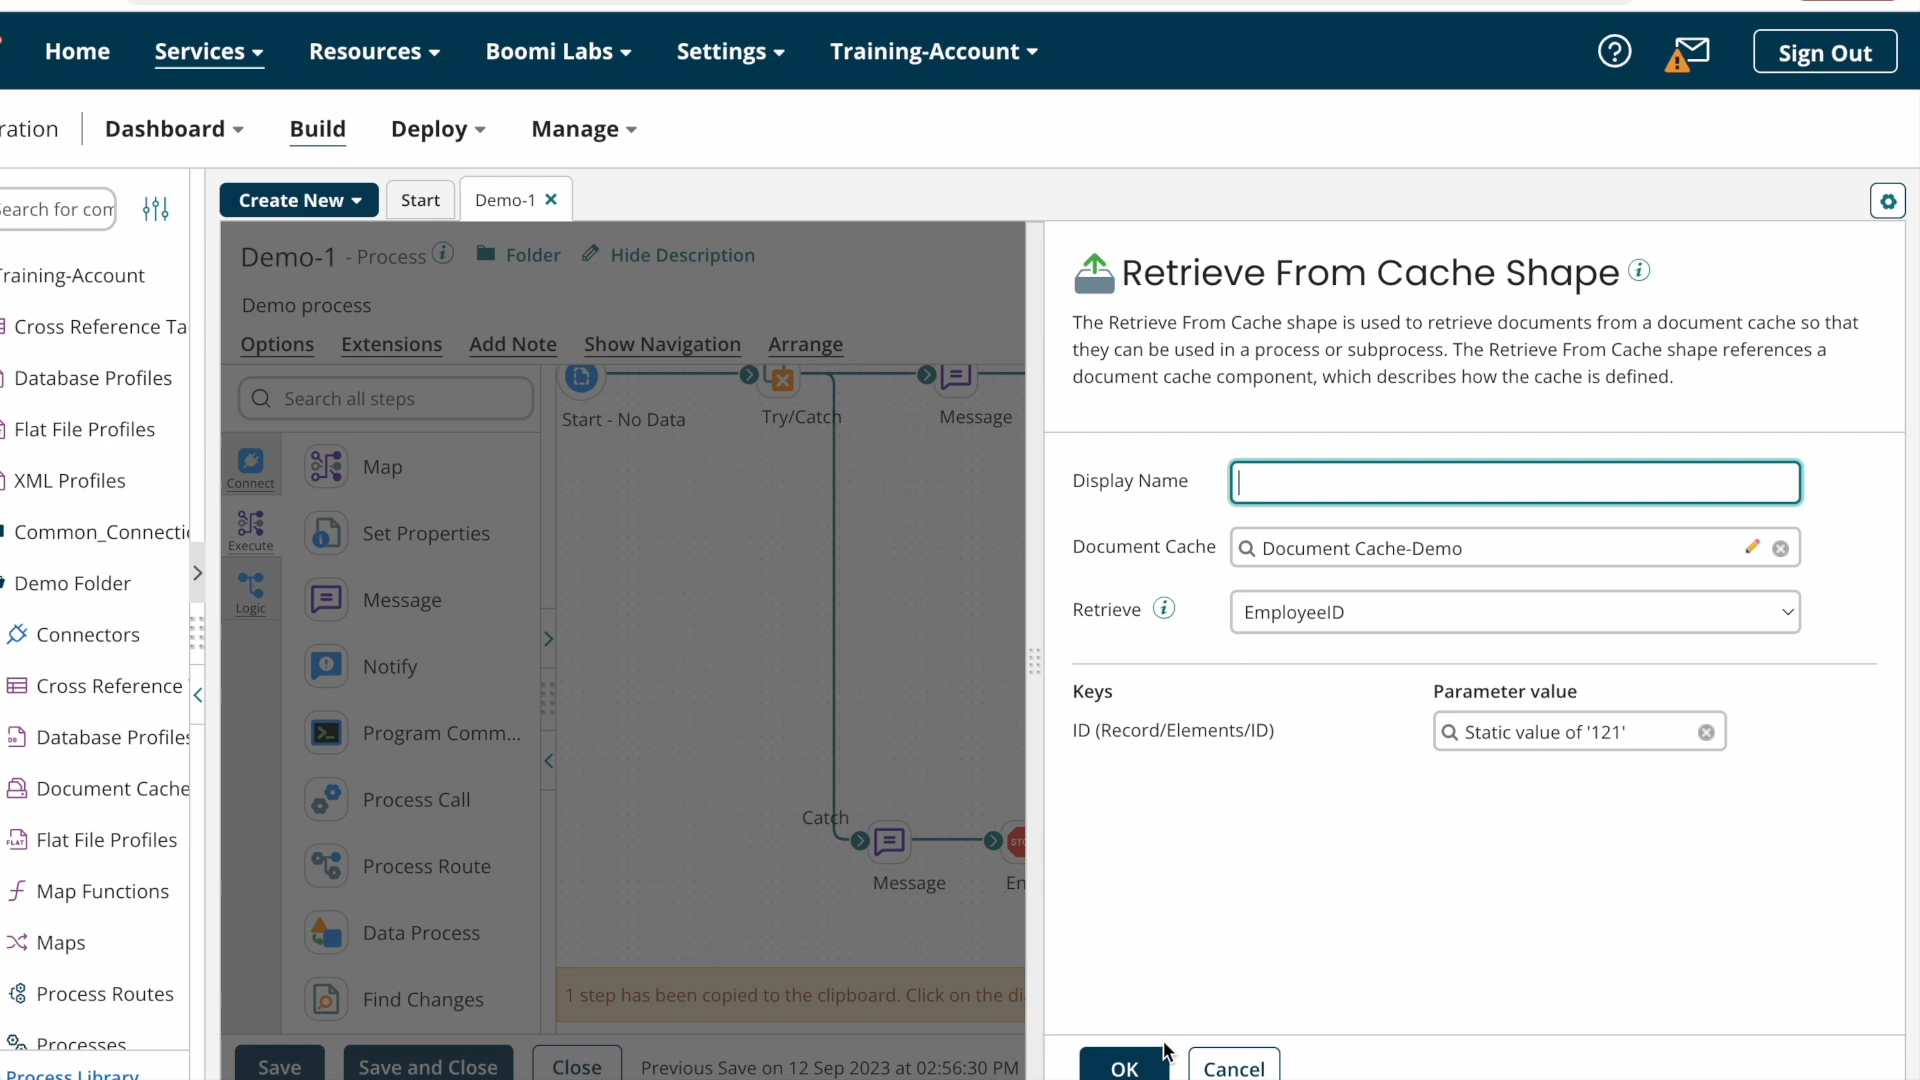 Home
Services
Resources
Boomi Labs
Settings
Training-Account
Sign Out
ration
Dashboard
Build
Deploy
Manage
Search for com
Create New
Start
Demo-1
Training-Account
Cross Reference Ta
Database Profiles
Flat File Profiles
XML Profiles
Common_Connecti
Demo Folder
Connectors
Cross Reference
Database Profiles
Document Cache
Flat File Profiles
Map Functions
Maps
Process Routes
Processes
Process Library
Demo-1 - Process
Folder
Hide Description
Demo process
Options
Extensions
Add Note
Show Navigation
Arrange
Search all steps
Connect
Execute
Logic
Map
Set Properties
Message
Notify
Program Comm...
Process Call
Process Route
Data Process
Find Changes
Start - No Data
Try/Catch
Message
Catch
Message
En
1 step has been copied to the clipboard. Click on the di
Save
Save and Close
Close
Previous Save on 12 Sep 2023 at 02:56:30 PM
Retrieve From Cache Shape
The Retrieve From Cache shape is used to retrieve documents from a document cache so that
they can be used in a process or subprocess. The Retrieve From Cache shape references a
document cache component, which describes how the cache is defined.
Display Name
Document Cache
Document Cache-Demo
Retrieve
EmployeeID
Keys
Parameter value
ID (Record/Elements/ID)
Static value of '121'
OK
Cancel